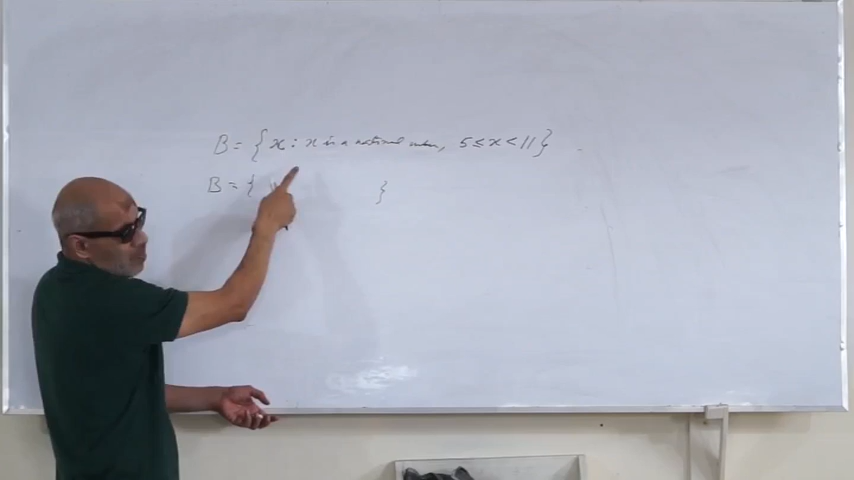 B = { x : x is a natural number, 5 ≤ x < 11 }
B = { }